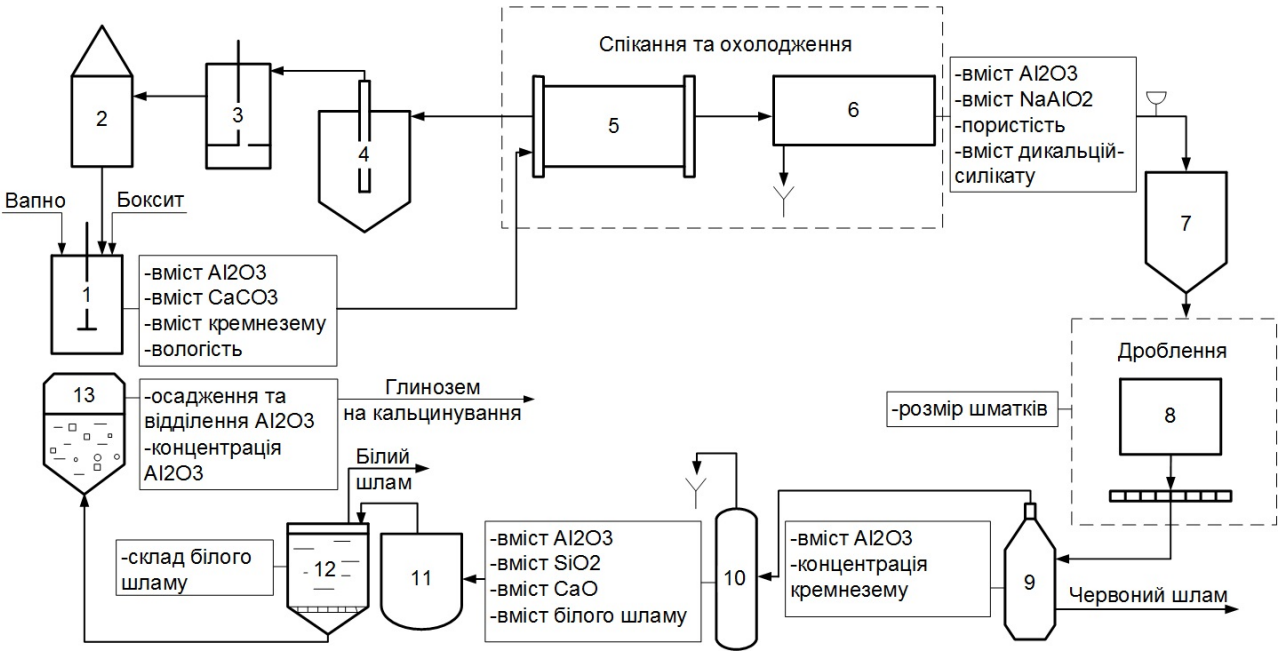 Спікання та охолодження
2
3
4
5
6
-вміст Al2O3
-вміст NaAlO2
-пористість
-вміст дикальцій-
силікату
7
Вапно
Боксит
1
-вміст Al2O3
-вміст CaCO3
-вміст кремнезему
-вологість
Дроблення
8
-розмір шматків
13
-осадження та
відділення Al2O3
-концентрація
Al2O3
Глинозем
на кальцинування
Білий
шлам
-склад білого
шламу
12
11
-вміст Al2O3
-вміст SiO2
-вміст CaO
-вміст білого шламу
10
-вміст Al2O3
-концентрація
кремнезему
9
Червоний шлам